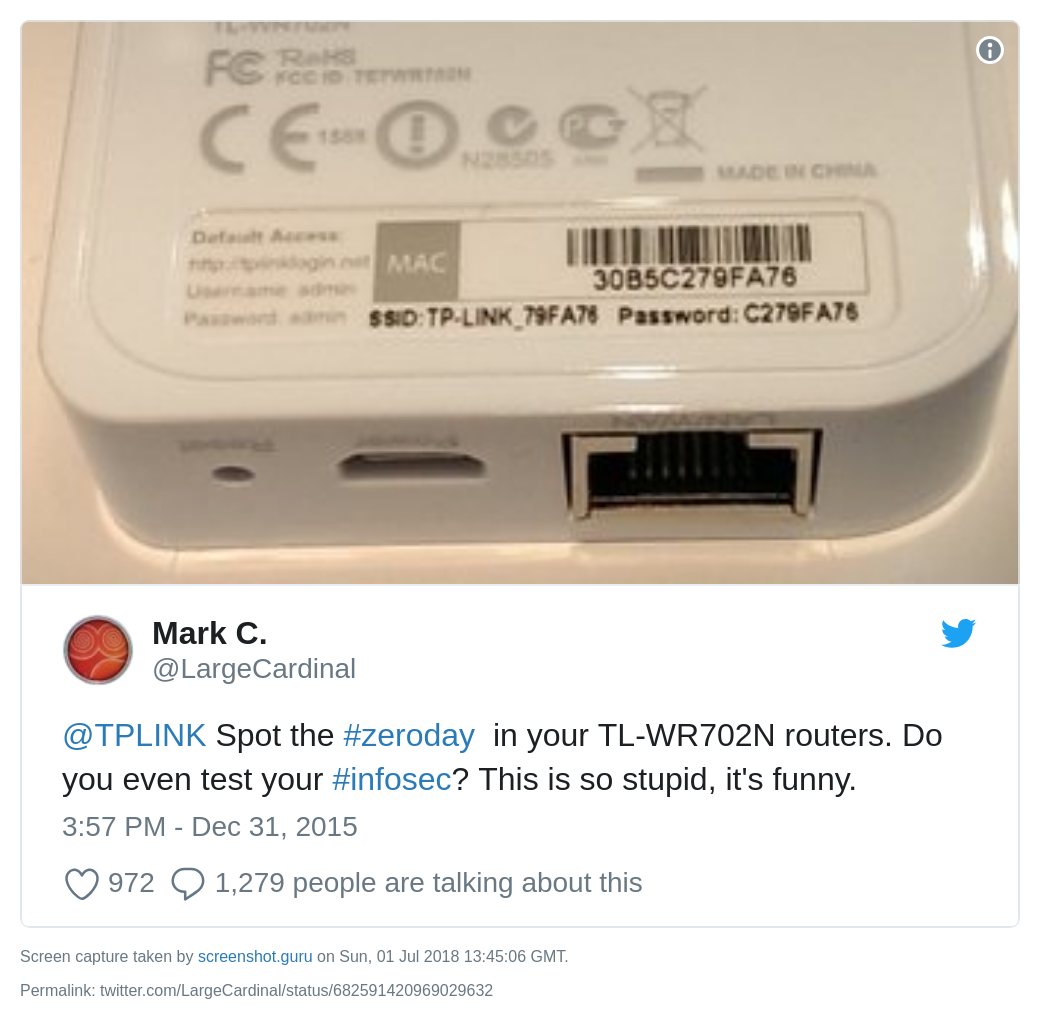 TL-WR702N
FC RoHS
FCC ID: TE7WR702N
CE 1588
N28505
MADE IN CHINA
Default Access:
http://tplinklogin.net
Username: admin
Password: admin
MAC
30B5C279FA76
SSID:TP-LINK_79FA76 Password:C279FA76
Reset Power LAN/WAN
Mark C.
@LargeCardinal
@TPLINK Spot the #zeroday in your TL-WR702N routers. Do
you even test your #infosec? This is so stupid, it's funny.
3:57 PM - Dec 31, 2015
972 1,279 people are talking about this
Screen capture taken by screenshot.guru on Sun, 01 Jul 2018 13:45:06 GMT.
Permalink: twitter.com/LargeCardinal/status/682591420969029632